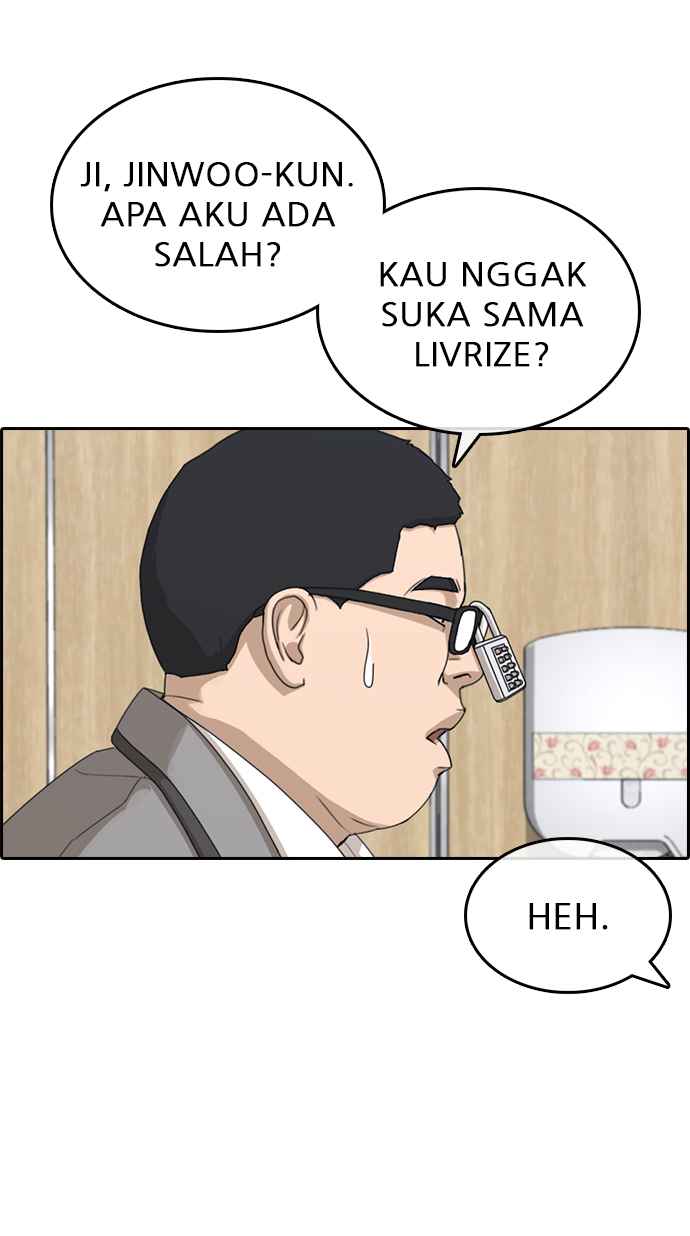 JI, JINWOO-KUN.
APA AKU ADA
SALAH?
KAU NGGAK
SUKA SAMA
LIVRIZE?
HEH.